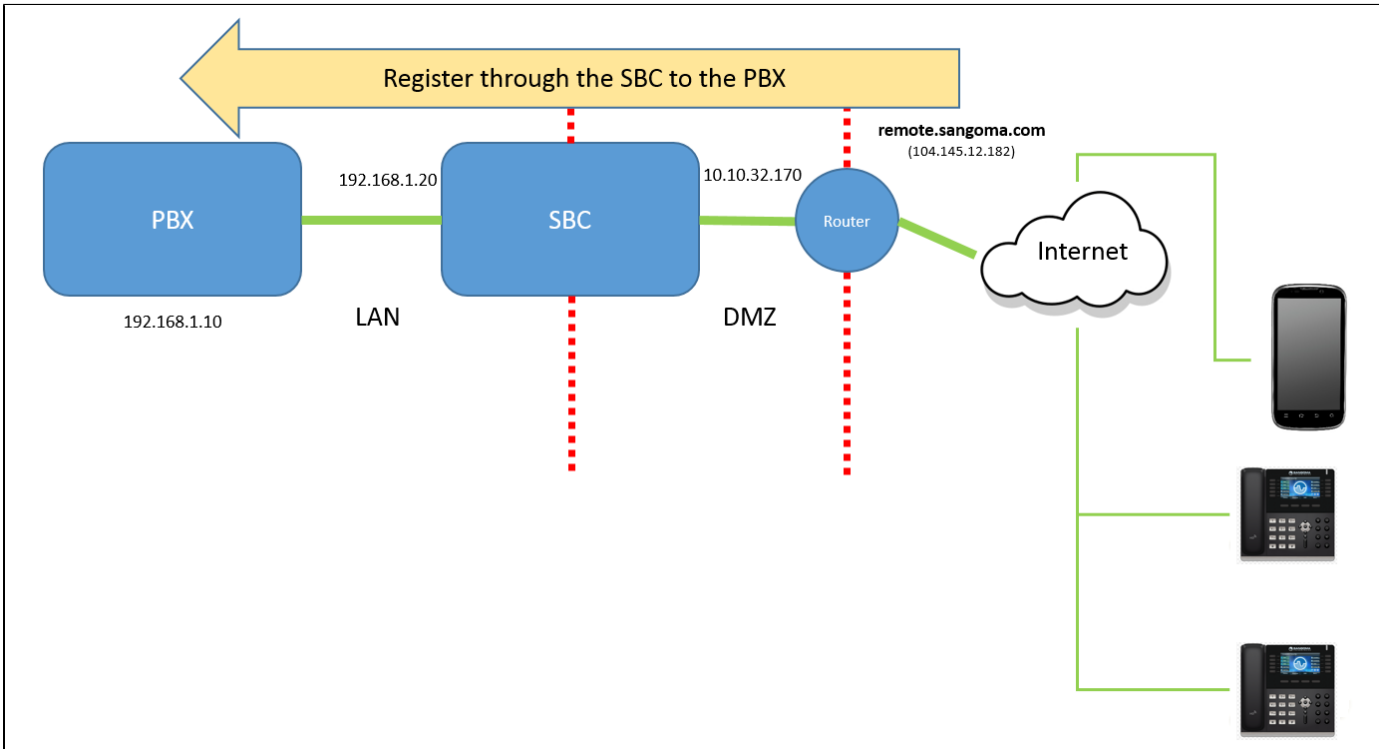 Register through the SBC to the PBX
remote.sangoma.com
(104.145.12.182)
192.168.1.20
10.10.32.170
PBX
SBC
Router
Internet
192.168.1.10
LAN
DMZ